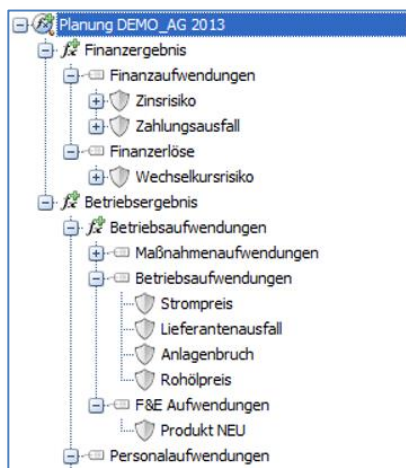 Planung DEMO_AG 2013
Finanzergebnis
Finanzaufwendungen
Zinsrisiko
Zahlungsausfall
Finanzerlöse
Wechselkursrisiko
Betriebsergebnis
Betriebsaufwendungen
Maßnahmenaufwendungen
Betriebsaufwendungen
Strompreis
Lieferantenausfall
Anlagenbruch
Rohölpreis
F&E Aufwendungen
Produkt NEU
Personalaufwendungen